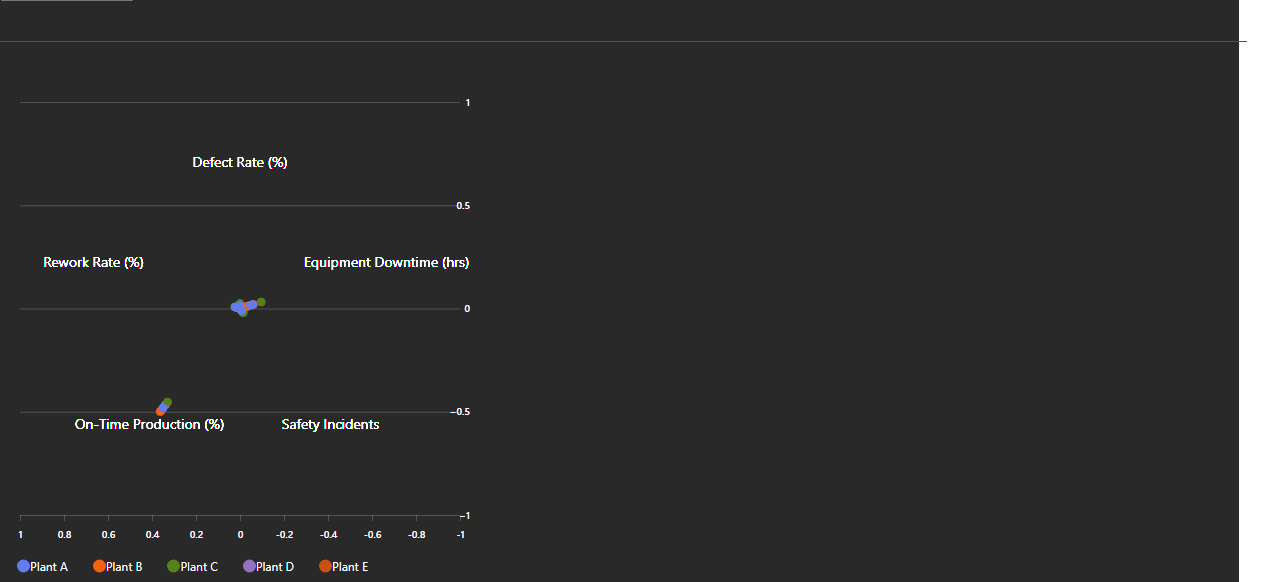 1
Defect Rate (%)
0.5
Rework Rate (%)
Equipment Downtime (hrs)
0
−0.5
On-Time Production (%)
Safety Incidents
−1
1 0.8 0.6 0.4 0.2 0 -0.2 -0.4 -0.6 -0.8 -1
Plant A Plant B Plant C Plant D Plant E